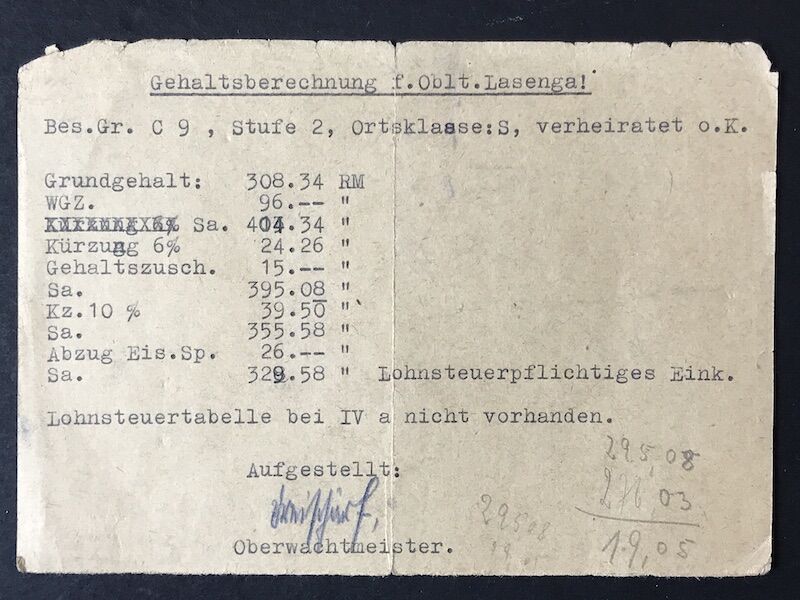 Gehaltsberechnung f.Oblt.Lasenga!
Bes.Gr. C 9 , Stufe 2, Ortsklasse:S, verheiratet o.K.
Grundgehalt: 308.34 RM
WGZ. 96.-- "
Kürzung 6% Sa. 404.34 "
Kürzung 6% 24.26 "
Gehaltszusch. 15.-- "
Sa. 395.08 "
Kz.10 % 39.50 "
Sa. 355.58 "
Abzug Eis.Sp. 26.-- "
Sa. 329.58 " Lohnsteuerpflichtiges Eink.
Lohnsteuertabelle bei IV a nicht vorhanden.
Aufgestellt:
Oberwachtmeister.
295,08
276,03
19,05
29508